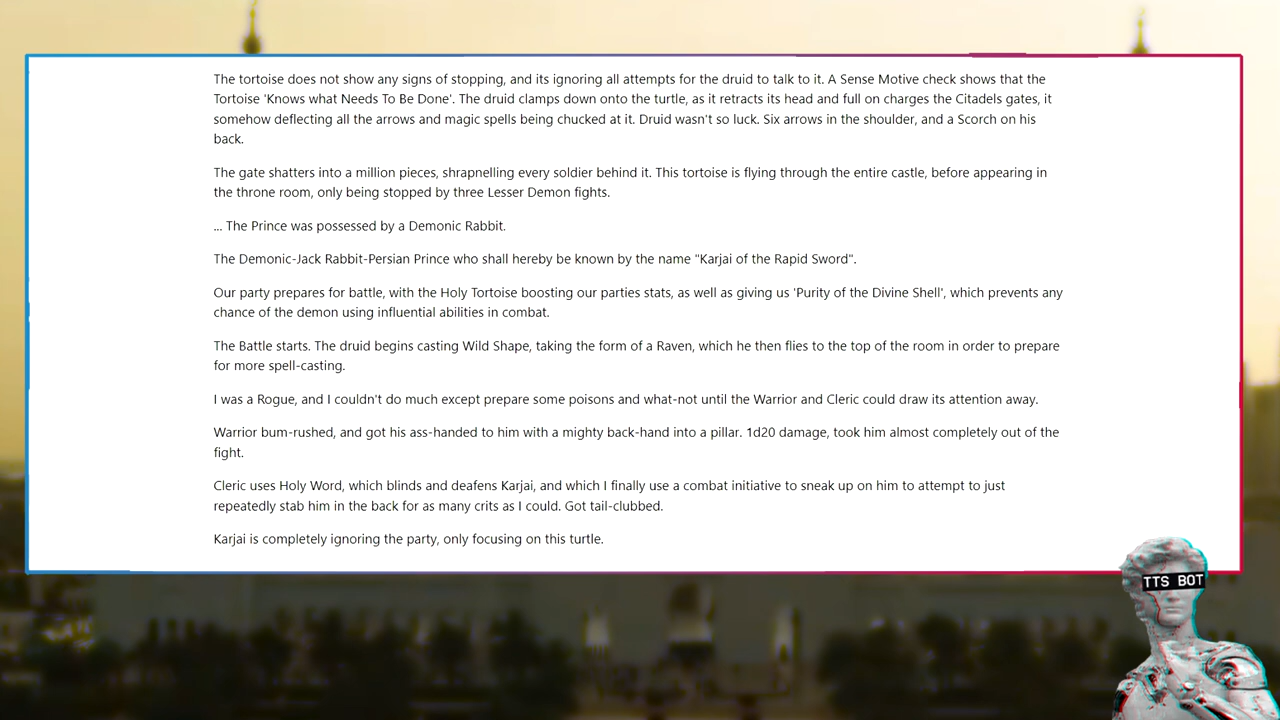 The tortoise does not show any signs of stopping, and its ignoring all attempts for the druid to talk to it. A Sense Motive check shows that the
Tortoise 'Knows what Needs To Be Done'. The druid clamps down onto the turtle, as it retracts its head and full on charges the Citadels gates, it
somehow deflecting all the arrows and magic spells being chucked at it. Druid wasn't so luck. Six arrows in the shoulder, and a Scorch on his
back.
The gate shatters into a million pieces, shrapnelling every soldier behind it. This tortoise is flying through the entire castle, before appearing in
the throne room, only being stopped by three Lesser Demon fights.
... The Prince was possessed by a Demonic Rabbit.
The Demonic-Jack Rabbit-Persian Prince who shall hereby be known by the name "Karjai of the Rapid Sword".
Our party prepares for battle, with the Holy Tortoise boosting our parties stats, as well as giving us 'Purity of the Divine Shell', which prevents any
chance of the demon using influential abilities in combat.
The Battle starts. The druid begins casting Wild Shape, taking the form of a Raven, which he then flies to the top of the room in order to prepare
for more spell-casting.
I was a Rogue, and I couldn't do much except prepare some poisons and what-not until the Warrior and Cleric could draw its attention away.
Warrior bum-rushed, and got his ass-handed to him with a mighty back-hand into a pillar. 1d20 damage, took him almost completely out of the
fight.
Cleric uses Holy Word, which blinds and deafens Karjai, and which I finally use a combat initiative to sneak up on him to attempt to just
repeatedly stab him in the back for as many crits as I could. Got tail-clubbed.
Karjai is completely ignoring the party, only focusing on this turtle.
TTS BOT